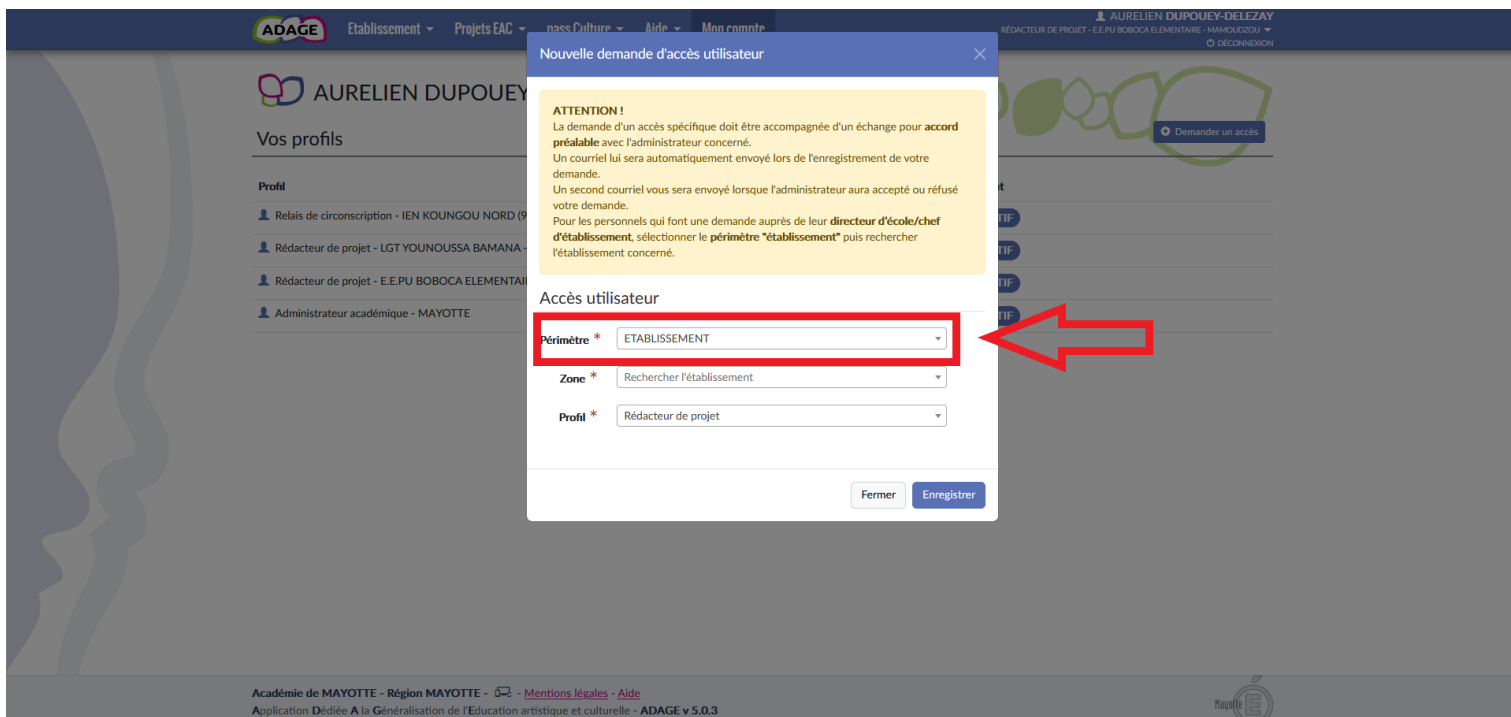 ADAGE Etablissement Projets EAC pass Culture Aide Mon compte
AURELIEN DUPOUEY-DELEZAY
RÉDACTEUR DE PROJET - E.E.PU BOBOCA ELEMENTAIRE - MAMOUDZOU
DÉCONNEXION
Nouvelle demande d'accès utilisateur
AURELIEN DUPOUEY
Vos profils
Demander un accès
ATTENTION !
La demande d'un accès spécifique doit être accompagnée d'un échange pour accord
préalable avec l'administrateur concerné.
Un courriel lui sera automatiquement envoyé lors de l'enregistrement de votre
demande.
Un second courriel vous sera envoyé lorsque l'administrateur aura accepté ou réfusé
votre demande.
Pour les personnels qui font une demande auprès de leur directeur d'école/chef
d'établissement, sélectionner le périmètre "établissement" puis rechercher
l'établissement concerné.
Profil
Relais de circonscription - IEN KOUNGOU NORD (9
TIF
Rédacteur de projet - LGT YOUNOUSSA BAMANA -
TIF
Rédacteur de projet - E.E.PU BOBOCA ELEMENTAI
TIF
Administrateur académique - MAYOTTE
TIF
Accès utilisateur
Périmètre * ETABLISSEMENT
Zone * Rechercher l'établissement
Profil * Rédacteur de projet
Fermer Enregistrer
Académie de MAYOTTE - Région MAYOTTE - - Mentions légales - Aide
Application Dédiée A la Généralisation de l'Education artistique et culturelle - ADAGE v 5.0.3
Mayotte